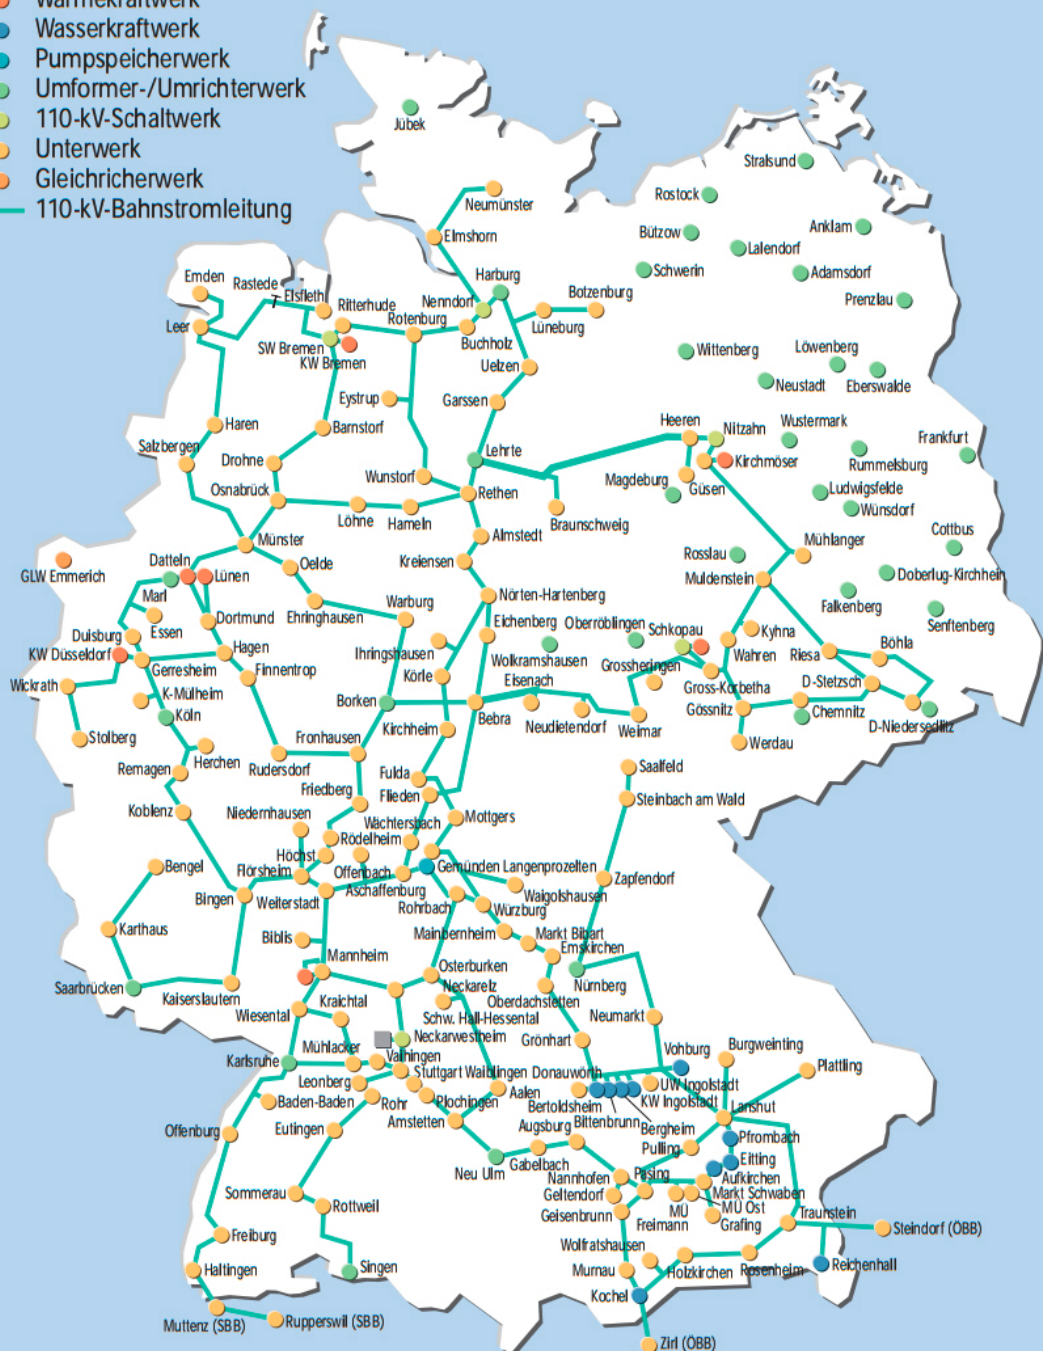 Wärmekraftwerk
Wasserkraftwerk
Pumpspeicherwerk
Umformer-/Umrichterwerk
110-kV-Schaltwerk
Unterwerk
Gleichricherwerk
110-kV-Bahnstromleitung
Jübek
Stralsund
Rostock
Neumünster
Bützow
Anklam
Elmshorn
Lalendorf
Schwerin
Adamsdorf
Harburg
Emden
Rastede
Elsfleth
Ritterhude
Nenndorf
Botzenburg
Prenzlau
Rotenburg
Lüneburg
Leer
SW Bremen
Buchholz
KW Bremen
Wittenberg
Löwenberg
Uelzen
Neustadt
Eberswalde
Eystrup
Garssen
Haren
Barnstorf
Heeren
Nitzahn
Wustermark
Frankfurt
Salzbergen
Lehrte
Drohne
Kirchmöser
Rummelsburg
Wunstorf
Magdeburg
Güsen
Ludwigsfelde
Osnabrück
Rethen
Wünsdorf
Löhne
Hameln
Braunschweig
Cottbus
Münster
Almstedt
Mühlanger
Datteln
Oelde
Kreiensen
Rosslau
GLW Emmerich
Lünen
Muldenstein
Doberlug-Kirchhein
Marl
Ehringhausen
Warburg
Nörten-Hartenberg
Falkenberg
Dortmund
Eichenberg
Oberröblingen
Schkopau
Kyhna
Senftenberg
Essen
Duisburg
Ihringshausen
Wolkramshausen
Wahren
Riesa
Böhla
KW Düsseldorf
Hagen
Grossheringen
Gerresheim
Finnentrop
Körle
Eisenach
Gross-Korbetha
D-Stetzsch
Wickrath
K-Mülheim
Borken
Gössnitz
Köln
Bebra
Chemnitz
Kirchheim
Neudietendorf
Weimar
D-Niedersedlitz
Stolberg
Fronhausen
Werdau
Herchen
Rudersdorf
Remagen
Fulda
Saalfeld
Friedberg
Flieden
Steinbach am Wald
Koblenz
Niedernhausen
Wächtersbach
Mottgers
Rödelheim
Höchst
Bengel
Flörsheim
Offenbach
Gemünden
Langenprozelten
Zapfendorf
Aschaffenburg
Bingen
Weiterstadt
Rohrbach
Waigolshausen
Würzburg
Karthaus
Biblis
Mainbernheim
Markt Bibart
Emskirchen
Mannheim
Osterburken
Saarbrücken
Neckarelz
Nürnberg
Kaiserslautern
Kraichtal
Oberdachstetten
Wiesental
Schw. Hall-Hessental
Neumarkt
Neckarwestheim
Grönhart
Mühlacker
Vaihingen
Vohburg
Burgweinting
Karlsruhe
Plattling
Leonberg
Stuttgart
Waiblingen
Donauwörth
UW Ingolstadt
Baden-Baden
Rohr
Plochingen
Aalen
Bertoldsheim
KW Ingolstadt
Lanshut
Amstetten
Bittenbrunn
Offenburg
Eutingen
Augsburg
Bergheim
Pfrombach
Pulling
Eitting
Neu Ulm
Gabelbach
Nannhofen
Pasing
Aufkirchen
Sommerau
Geltendorf
Markt Schwaben
Rottweil
Geisenbrunn
MÜ
MÜ Ost
Freimann
Grafing
Traunstein
Steindorf (ÖBB)
Freiburg
Wolfratshausen
Haltingen
Singen
Murnau
Holzkirchen
Rosenheim
Reichenhall
Kochel
Muttenz (SBB)
Rupperswil (SBB)
Zirl (ÖBB)